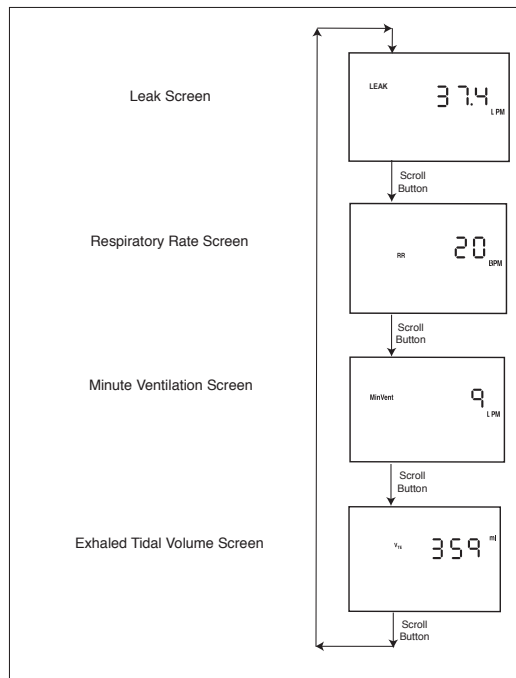 Leak Screen
LEAK
37.4
LPM
Scroll
Button
Respiratory Rate Screen
RR
20
BPM
Scroll
Button
Minute Ventilation Screen
MinVent
9
LPM
Scroll
Button
Exhaled Tidal Volume Screen
VTE
359
ml
Scroll
Button